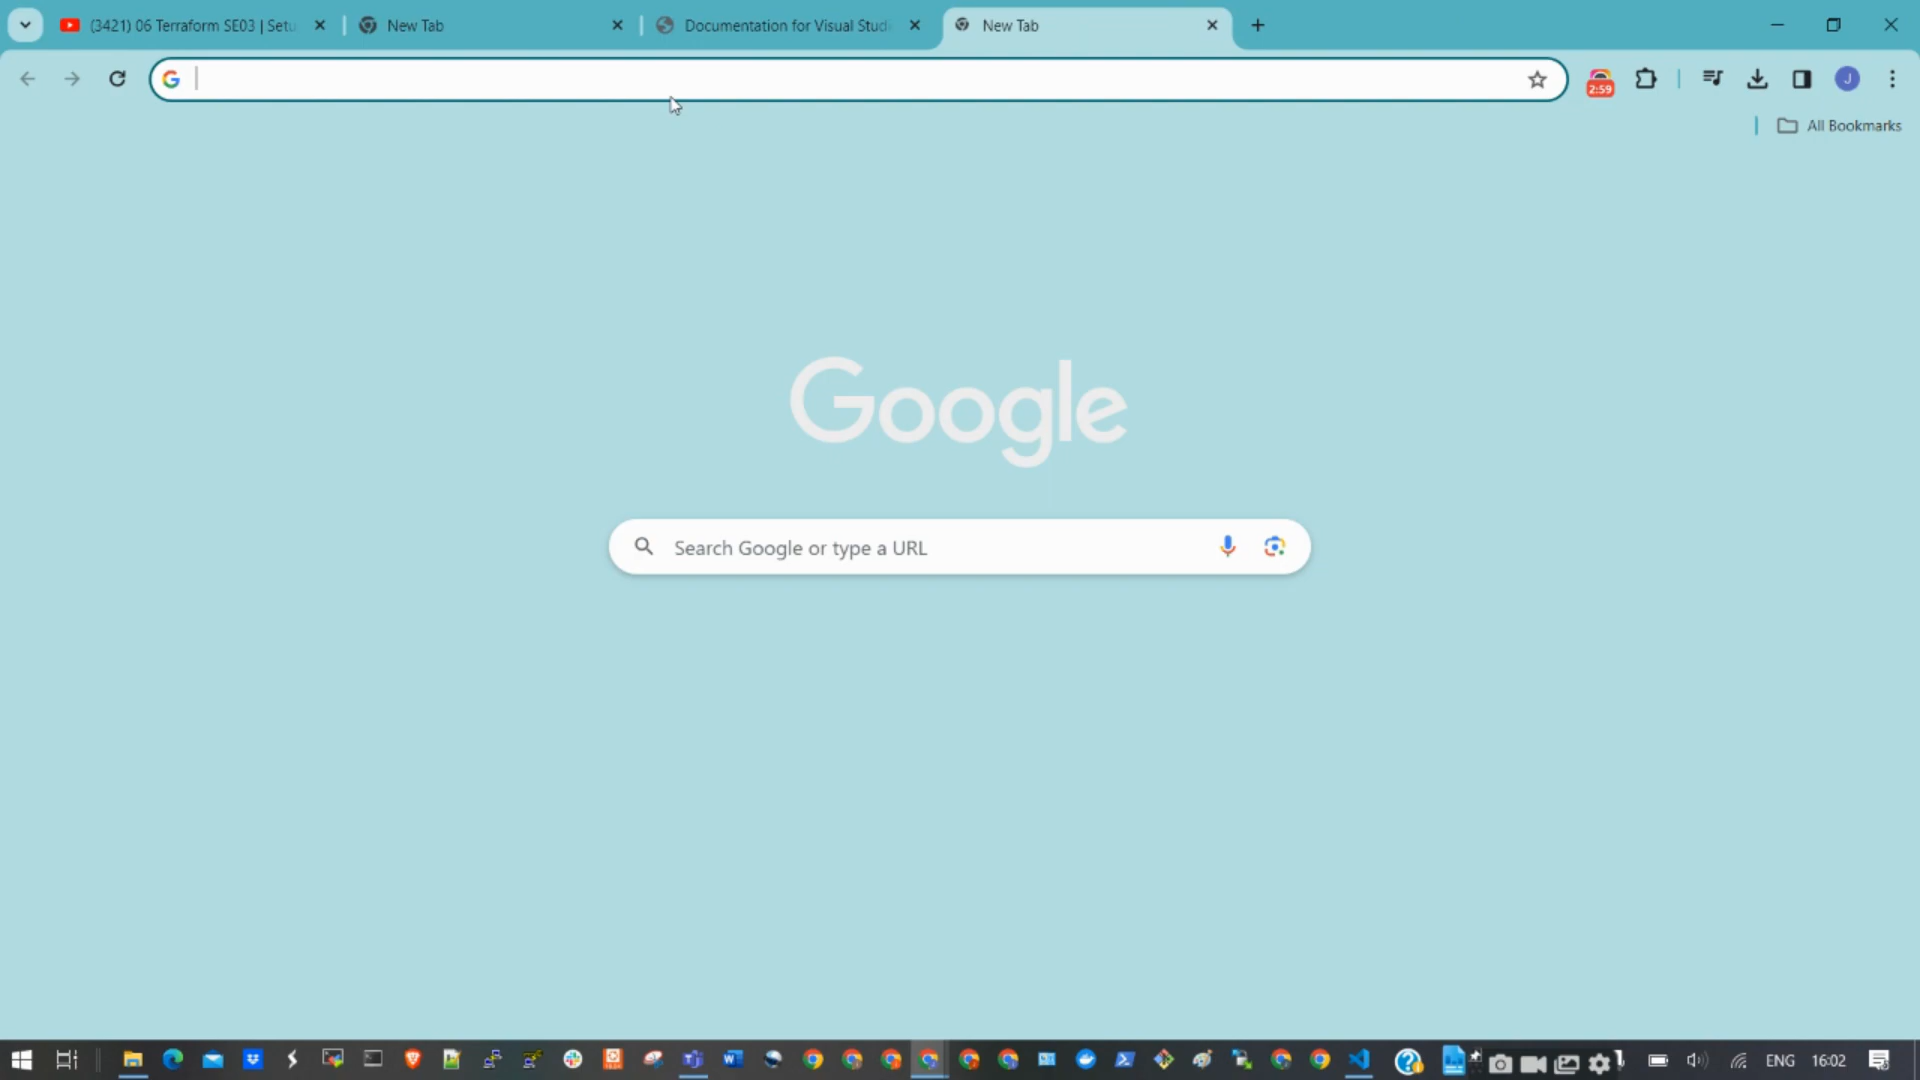 (3421) 06 Terraform SE03 | Setu
New Tab
Documentation for Visual Studi
New Tab
2:59
J
All Bookmarks
Google
Search Google or type a URL
ENG
16:02